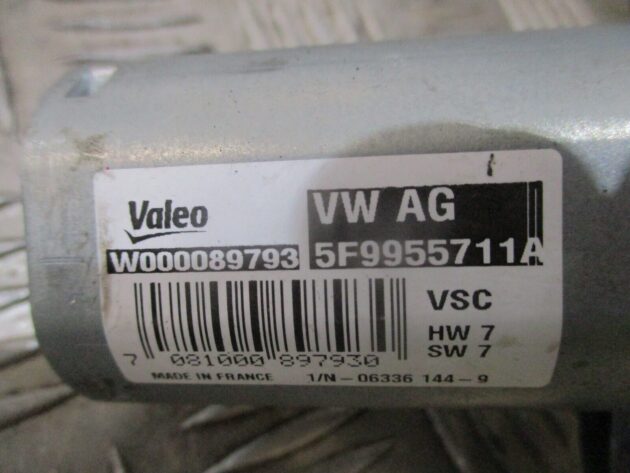 Valeo
W000089793
VW AG
5F9955711A
VSC
HW 7
SW 7
7 081000 897930
MADE IN FRANCE 1/N-06336 144-9